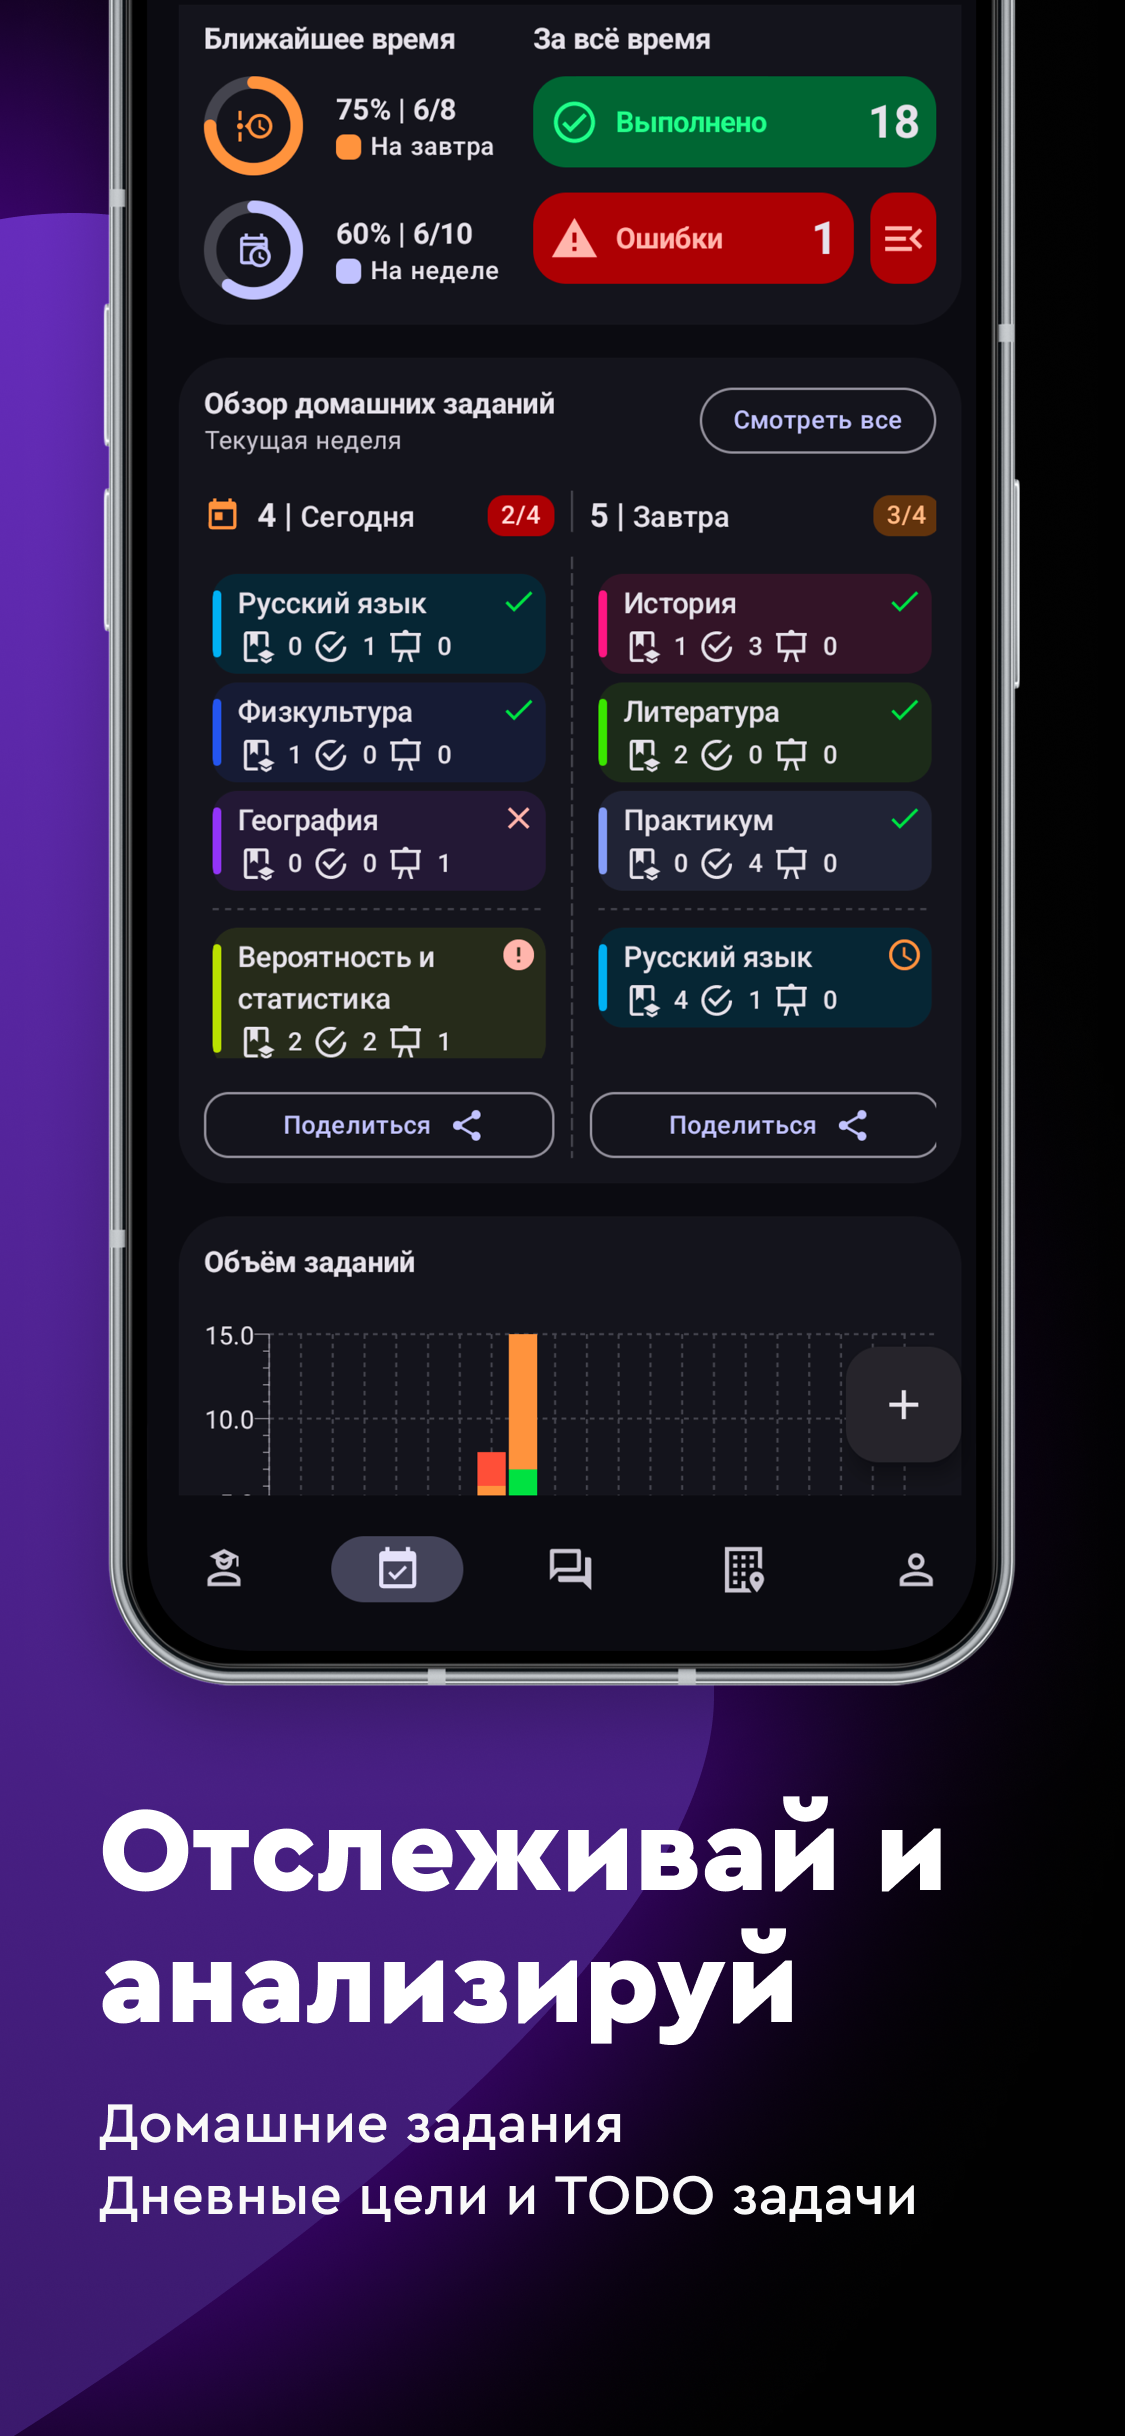 Ближайшее время
75% | 6/8
На завтра
60% | 6/10
На неделе
За всё время
Выполнено 18
Ошибки 1
Обзор домашних заданий
Текущая неделя
Смотреть все
4 | Сегодня 2/4
Русский язык
0 1 0
Физкультура
1 0 0
География
0 0 1
Вероятность и
статистика
2 2 1
Поделиться
5 | Завтра 3/4
История
1 3 0
Литература
2 0 0
Практикум
0 4 0
Русский язык
4 1 0
Поделиться
Объём заданий
15.0
10.0
Отслеживай и
анализируй
Домашние задания
Дневные цели и TODO задачи